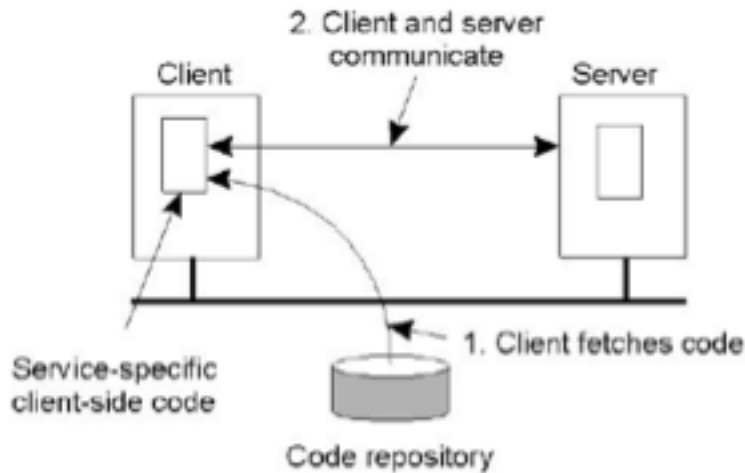 2. Client and server
communicate
Client
Server
1. Client fetches code
Service-specific
client-side code
Code repository